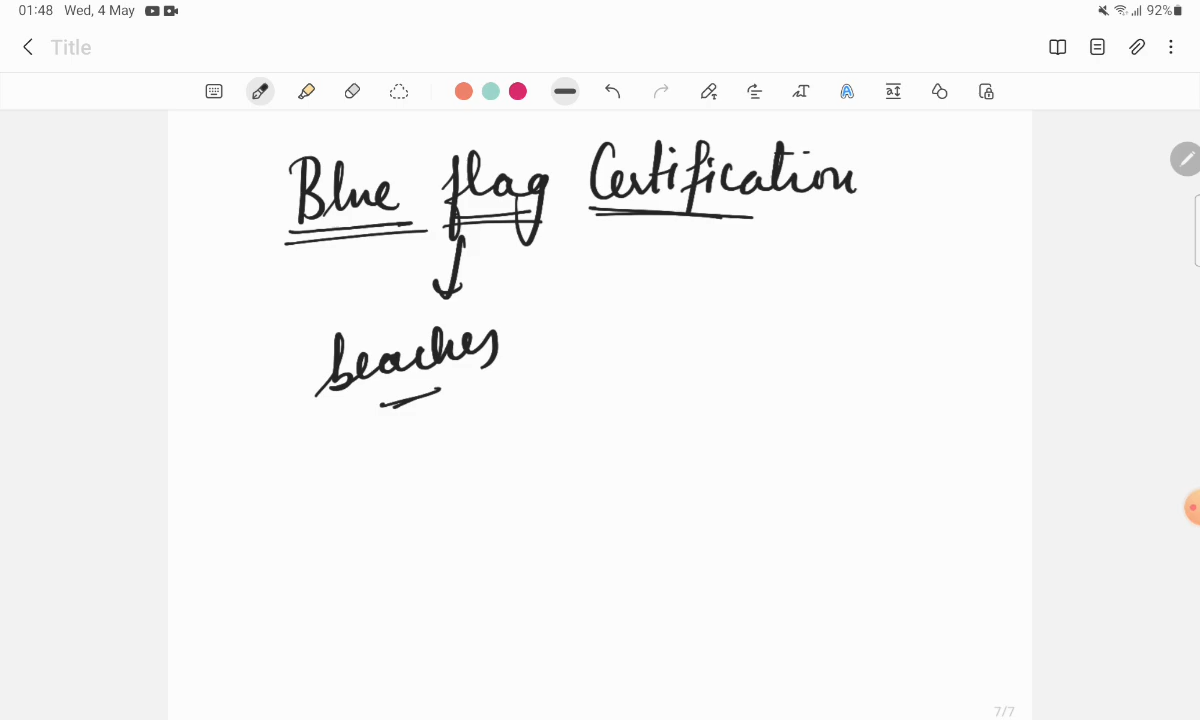 01:48 Wed, 4 May 92%
Title
Blue flag Certification
beaches
7/7